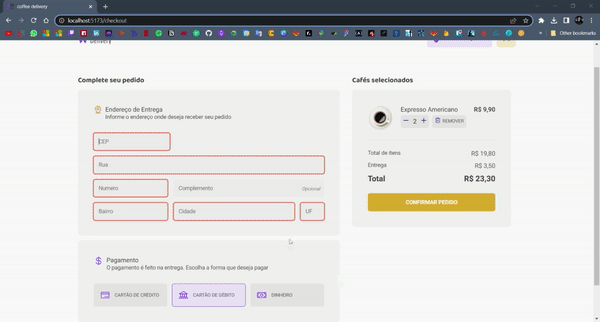 coffee delivery
localhost:5173/checkout
Other bookmarks
delivery
Complete seu pedido
Endereço de Entrega
Informe o endereço onde deseja receber seu pedido
CEP
Rua
Numero
Complemento
Opcional
Bairro
Cidade
UF
Pagamento
O pagamento é feito na entrega. Escolha a forma que deseja pagar
CARTÃO DE CRÉDITO
CARTÃO DE DÉBITO
DINHEIRO
Cafés selecionados
Expresso Americano
R$ 9,90
2
REMOVER
Total de itens
R$ 19,80
Entrega
R$ 3,50
Total
R$ 23,30
CONFIRMAR PEDIDO